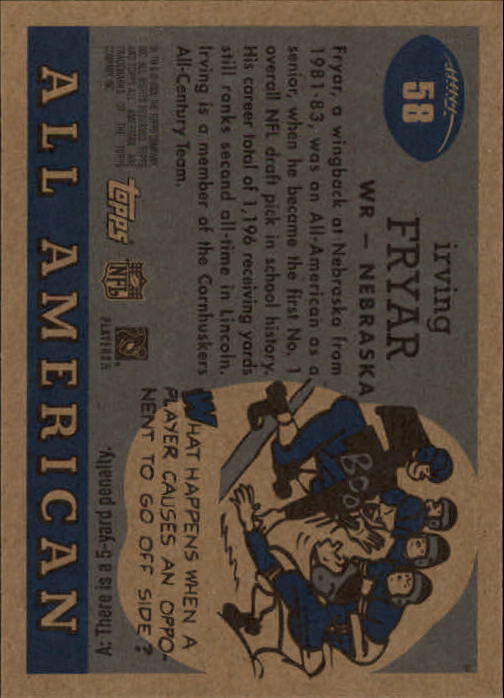 58
irving
FRYAR
WR – NEBRASKA
Fryar, a wingback at Nebraska from
1981-83, was an All-American as a
senior, when he became the first No. 1
overall NFL draft pick in school history.
His career total of 1,196 receiving yards
still ranks second all-time in Lincoln.
Irving is a member of the Cornhuskers
All-Century Team.
topps
NFL
PLAYERS
BOO
WHAT HAPPENS WHEN A
PLAYER CAUSES AN OPPO-
NENT TO GO OFF SIDE?
A: There is a 5-yard
penalty.
ALL AMERICAN